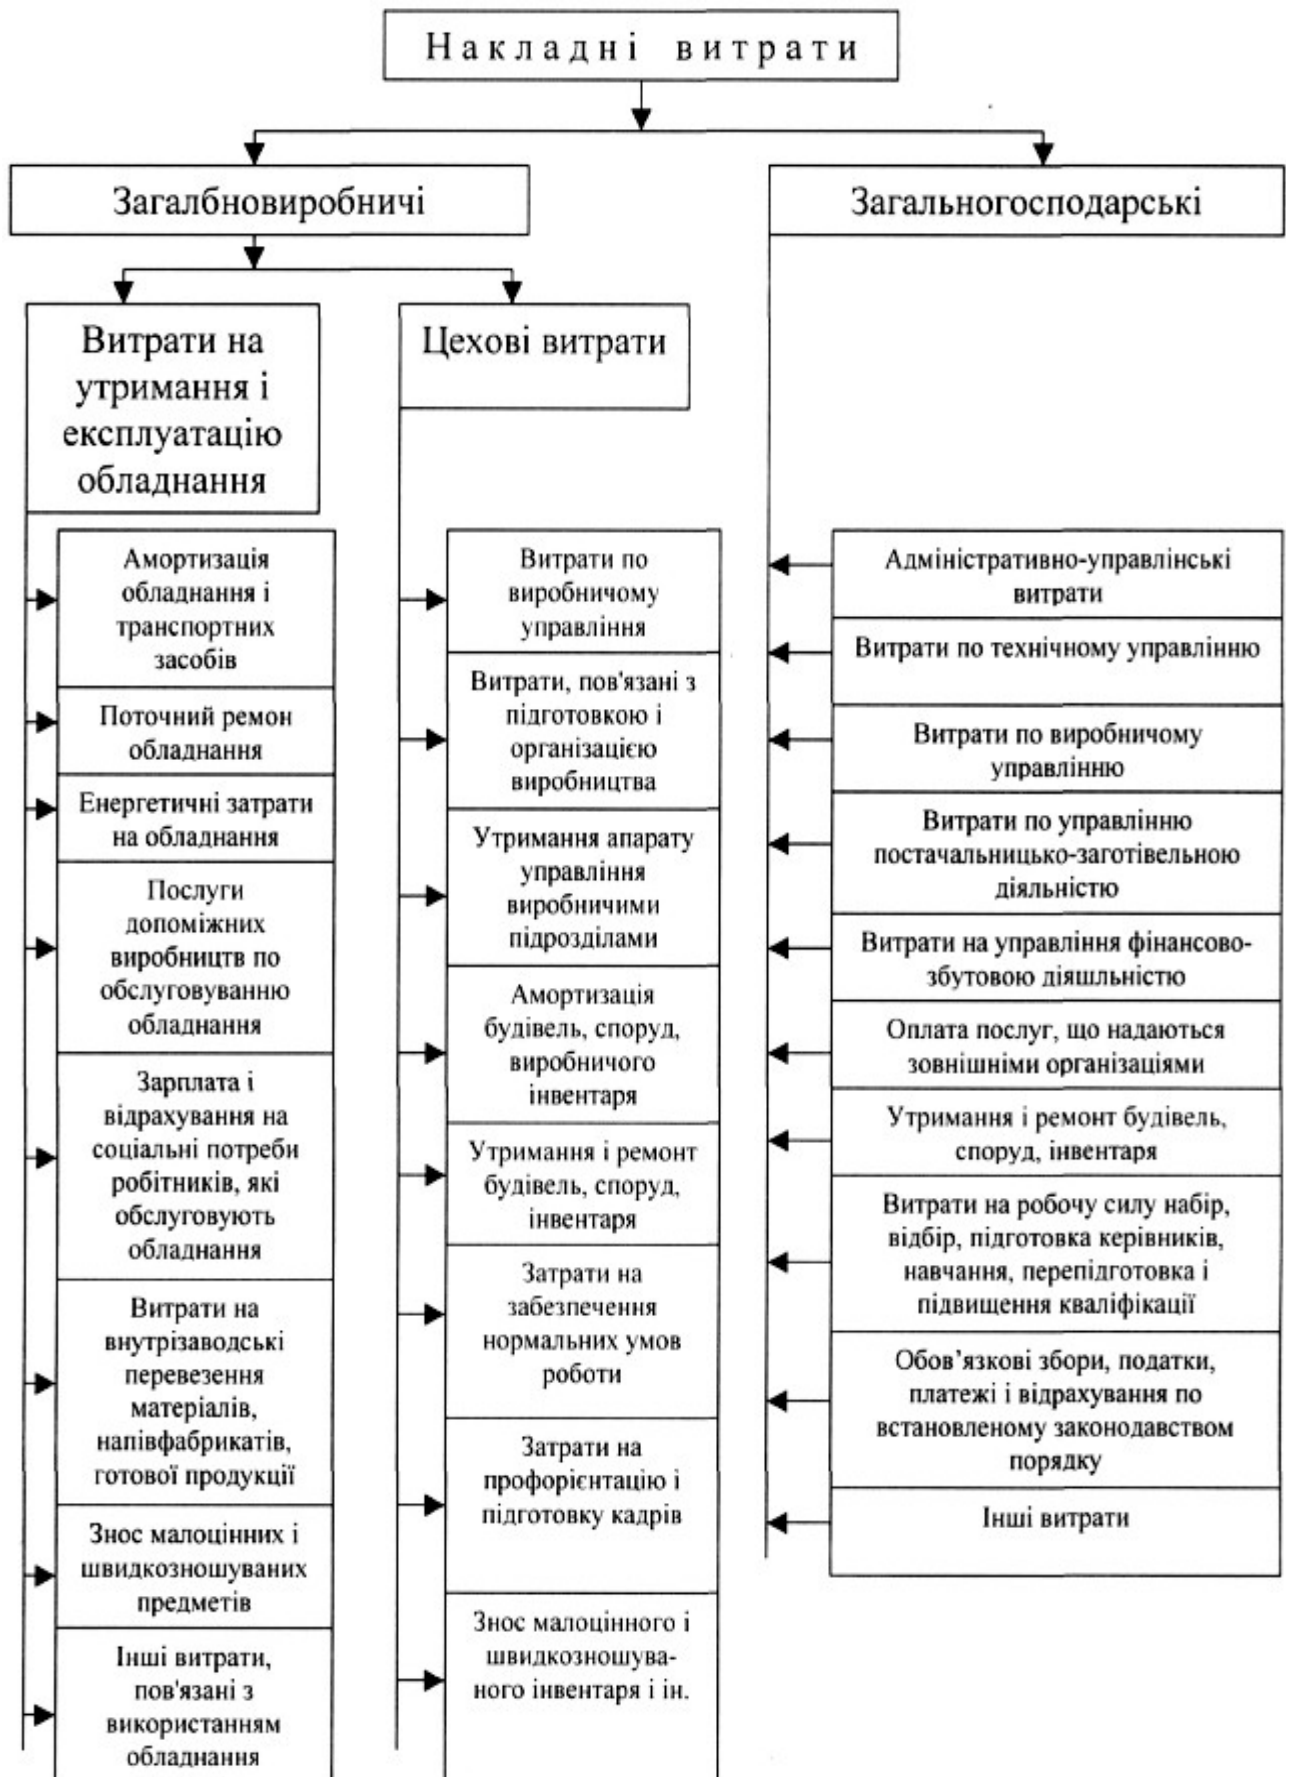 Накладні витрати
Загалбновиробничі
Загальногосподарські
Витрати на
утримання і
експлуатацію
обладнання
Цехові витрати
Амортизація
обладнання і
транспортних
засобів
Поточний ремон
обладнання
Енергетичні затрати
на обладнання
Послуги
допоміжних
виробництв по
обслуговуванню
обладнання
Зарплата і
відрахування на
соціальні потреби
робітників, які
обслуговують
обладнання
Витрати на
внутрізаводські
перевезення
матеріалів,
напівфабрикатів,
готової продукції
Знос малоцінних і
швидкозношуваних
предметів
Інші витрати,
пов'язані з
використанням
обладнання
Витрати по
виробничому
управління
Витрати, пов'язані з
підготовкою і
організацією
виробництва
Утримання апарату
управління
виробничими
підрозділами
Амортизація
будівель, споруд,
виробничого
інвентаря
Утримання і ремонт
будівель, споруд,
інвентаря
Затрати на
забезпечення
нормальних умов
роботи
Затрати на
профорієнтацію і
підготовку кадрів
Знос малоцінного і
швидкозношува-
ного інвентаря і ін.
Адміністративно-управлінські
витрати
Витрати по технічному управлінню
Витрати по виробничому
управлінню
Витрати по управлінню
постачальницько-заготівельною
діяльністю
Витрати на управління фінансово-
збутовою діяшльністю
Оплата послуг, що надаються
зовнішніми організаціями
Утримання і ремонт будівель,
споруд, інвентаря
Витрати на робочу силу набір,
відбір, підготовка керівників,
навчання, перепідготовка і
підвищення кваліфікації
Обов’язкові збори, податки,
платежі і відрахування по
встановленому законодавством
порядку
Інші витрати